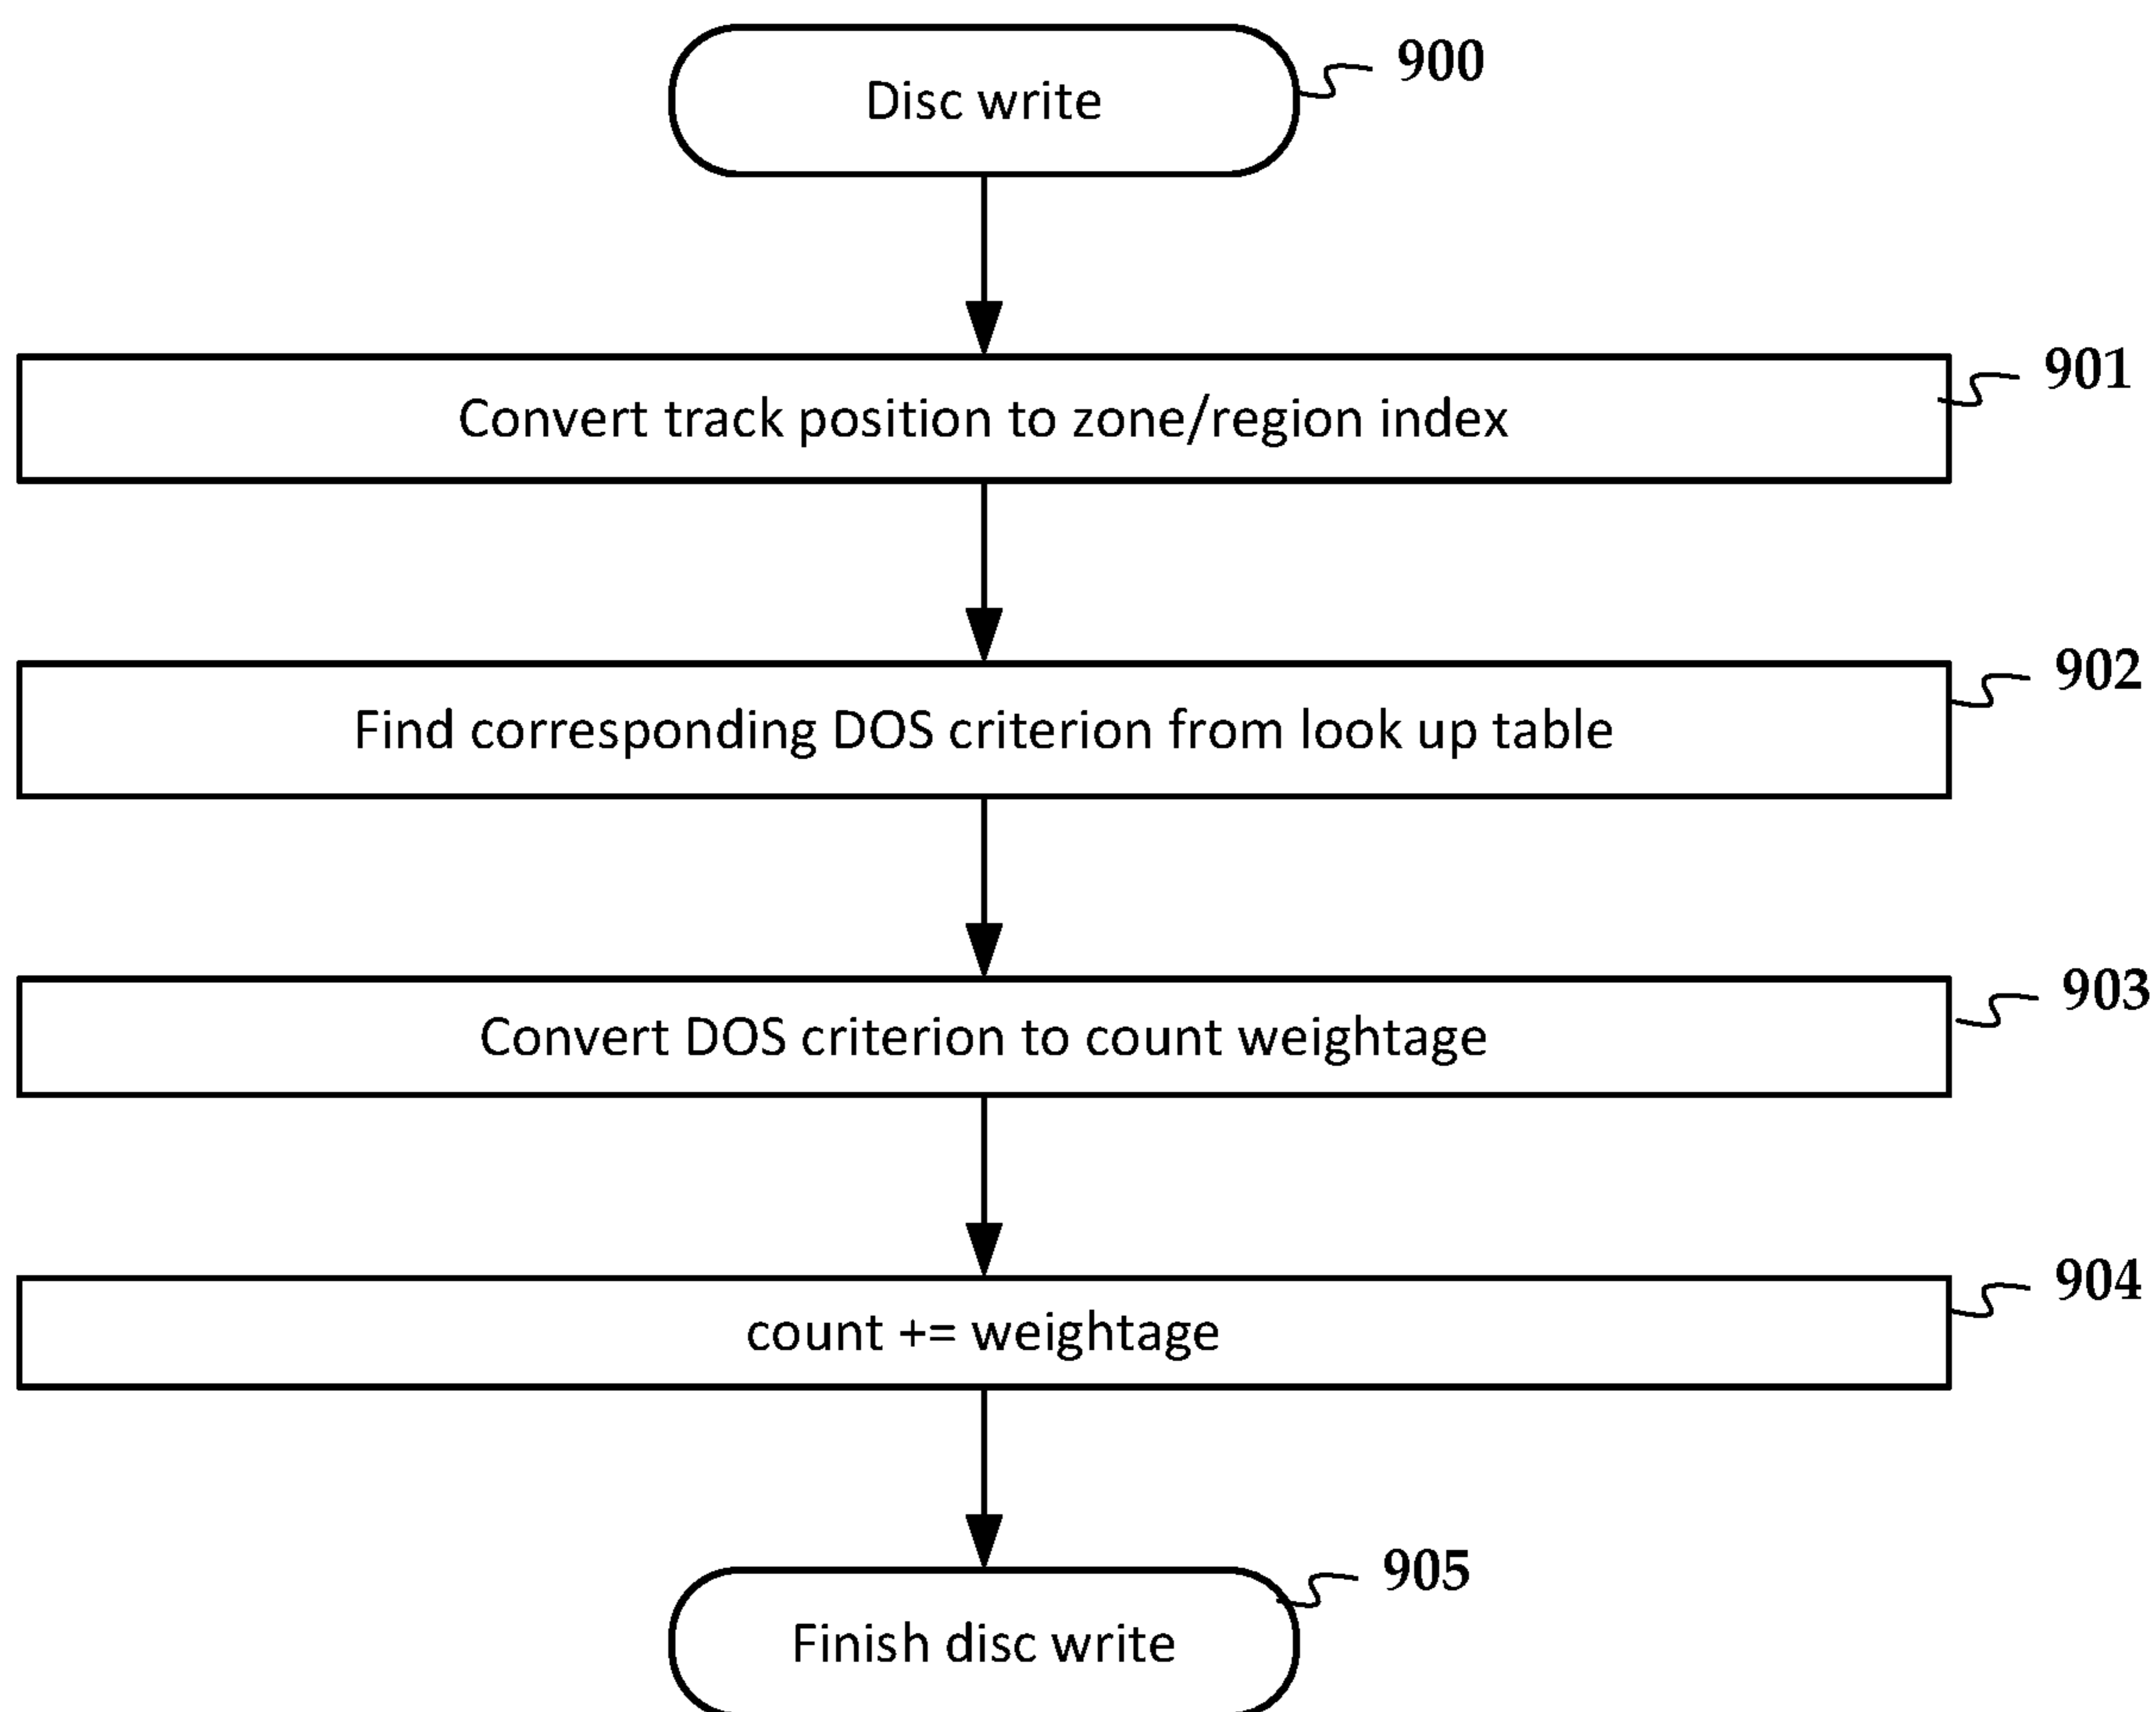 Disc write
900
Convert track position to zone/region index
901
Find corresponding DOS criterion from look up table
902
Convert DOS criterion to count weightage
903
count += weightage
904
Finish disc write
905